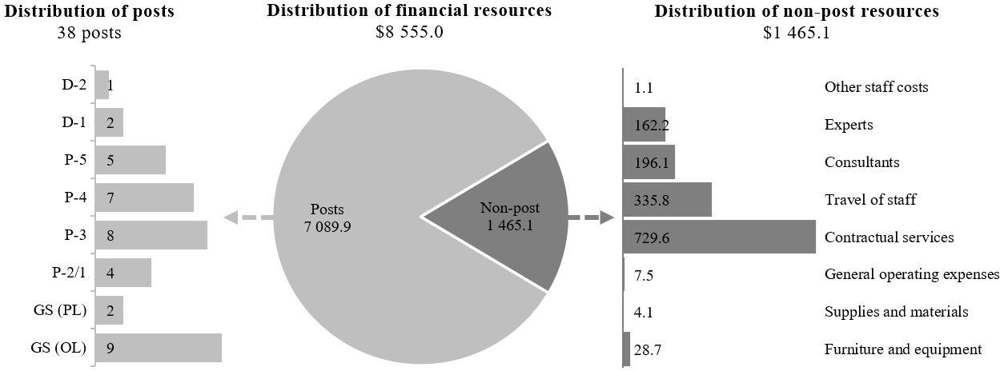 Distribution of posts
38 posts
D-2 1
D-1 2
P-5 5
P-4 7
P-3 8
P-2/1 4
GS (PL) 2
GS (OL) 9
Distribution of financial resources
$8 555.0
Posts
7 089.9
Non-post
1 465.1
Distribution of non-post resources
$1 465.1
1.1 Other staff costs
162.2 Experts
196.1 Consultants
335.8 Travel of staff
729.6 Contractual services
7.5 General operating expenses
4.1 Supplies and materials
28.7 Furniture and equipment